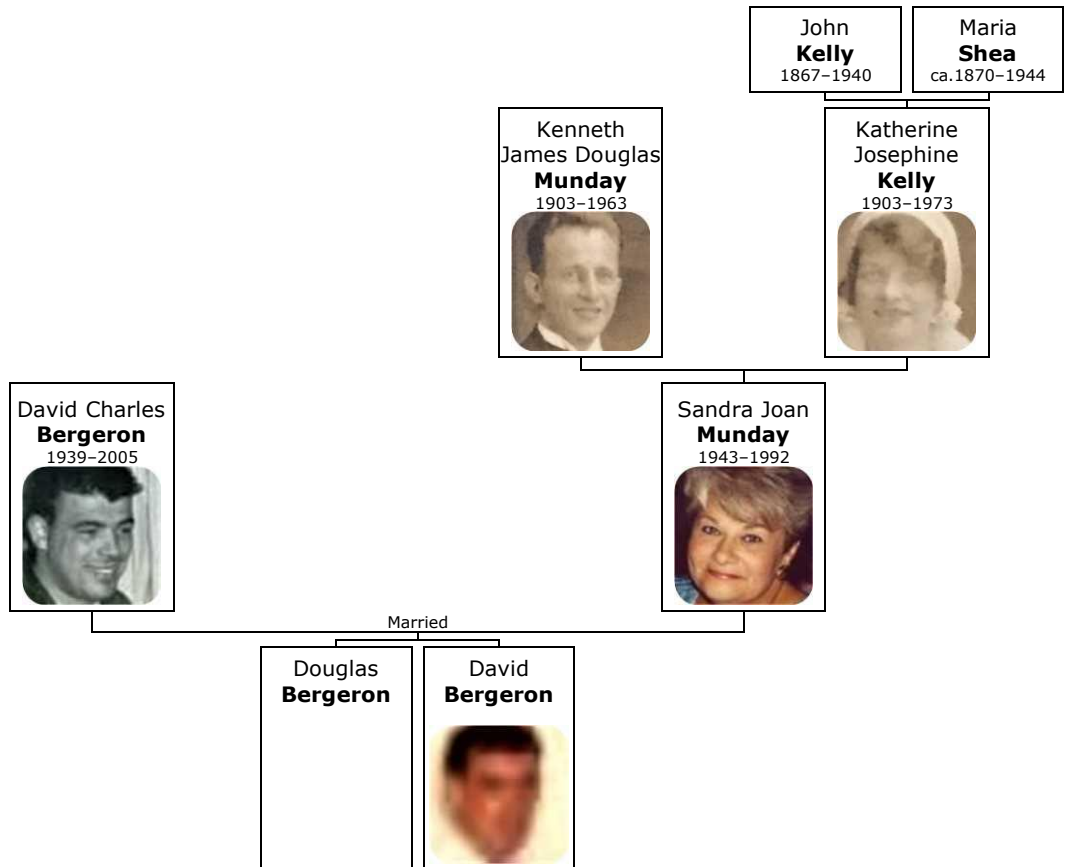 John
Kelly
1867–1940
Maria
Shea
ca.1870–1944
Kenneth
James Douglas
Munday
1903–1963
Katherine
Josephine
Kelly
1903–1973
David Charles
Bergeron
1939–2005
Sandra Joan
Munday
1943–1992
Married
Douglas
Bergeron
David
Bergeron